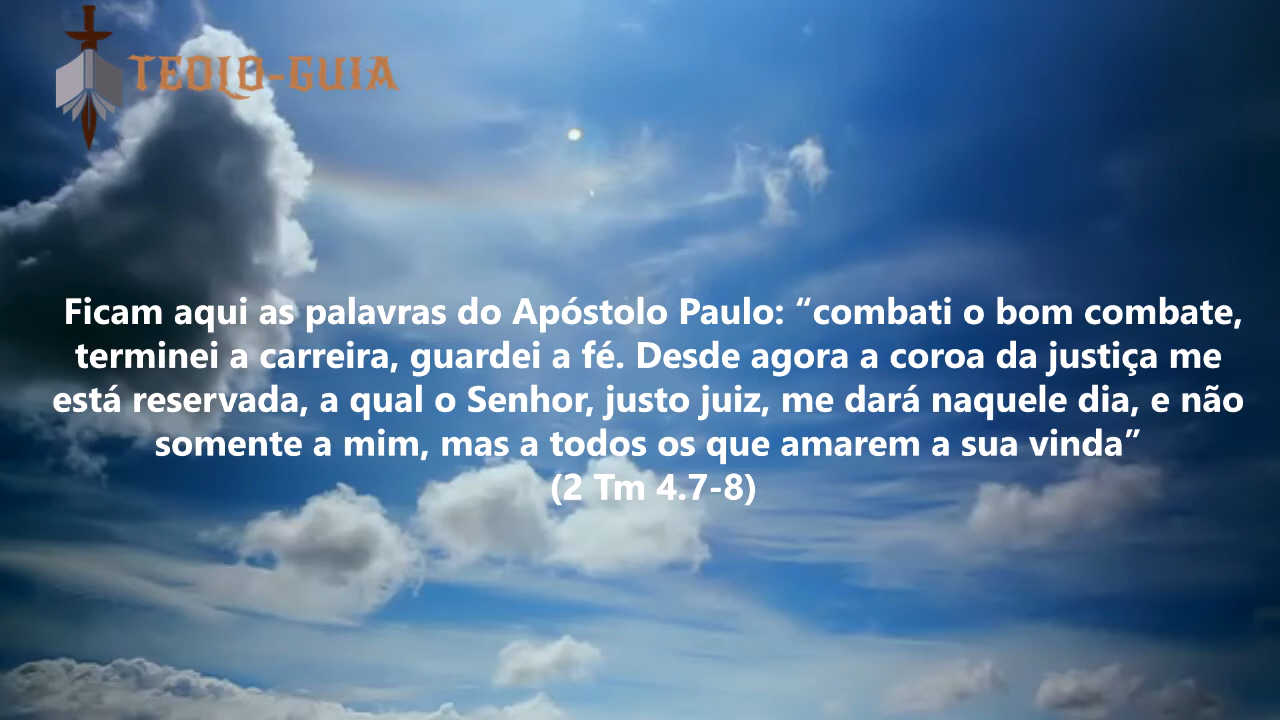 TEOLO-GUIA
Ficam aqui as palavras do Apóstolo Paulo: “combati o bom combate,
terminei a carreira, guardei a fé. Desde agora a coroa da justiça me
está reservada, a qual o Senhor, justo juiz, me dará naquele dia, e não
somente a mim, mas a todos os que amarem a sua vinda”
(2 Tm 4.7-8)